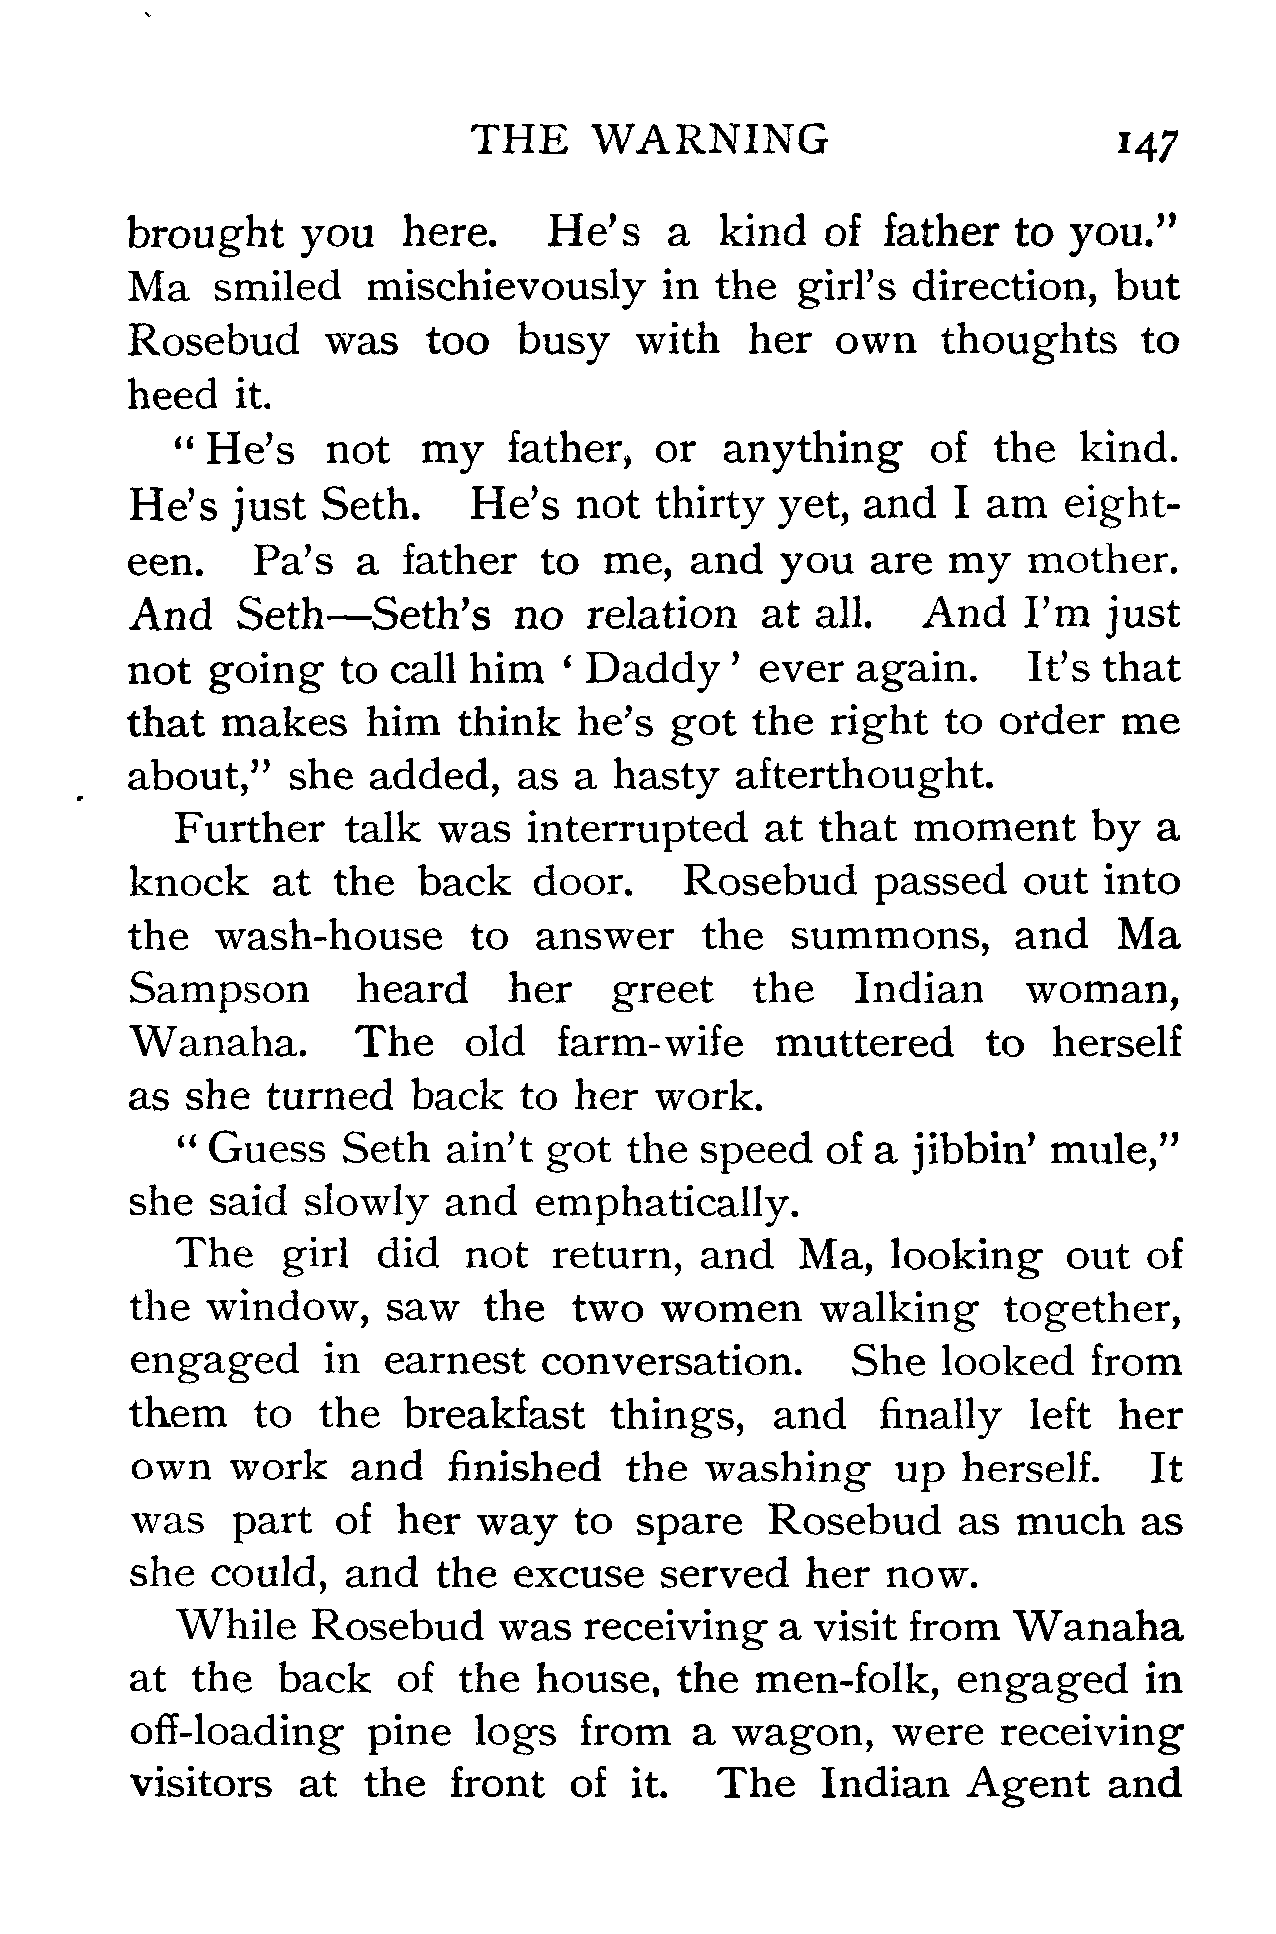 THE WARNING 147
brought you here. He's a kind of father to you."
Ma smiled mischievously in the girl's direction, but
Rosebud was too busy with her own thoughts to
heed it.
"He's not my father, or anything of the kind.
He's just Seth. He's not thirty yet, and I am eight-
een. Pa's a father to me, and you are my mother.
And Seth—Seth's no relation at all. And I'm just
not going to call him 'Daddy' ever again. It's that
that makes him think he's got the right to order me
about," she added, as a hasty afterthought.
Further talk was interrupted at that moment by a
knock at the back door. Rosebud passed out into
the wash-house to answer the summons, and Ma
Sampson heard her greet the Indian woman,
Wanaha. The old farm-wife muttered to herself
as she turned back to her work.
"Guess Seth ain't got the speed of a jibbin' mule,"
she said slowly and emphatically.
The girl did not return, and Ma, looking out of
the window, saw the two women walking together,
engaged in earnest conversation. She looked from
them to the breakfast things, and finally left her
own work and finished the washing up herself. It
was part of her way to spare Rosebud as much as
she could, and the excuse served her now.
While Rosebud was receiving a visit from Wanaha
at the back of the house, the men-folk, engaged in
off-loading pine logs from a wagon, were receiving
visitors at the front of it. The Indian Agent and